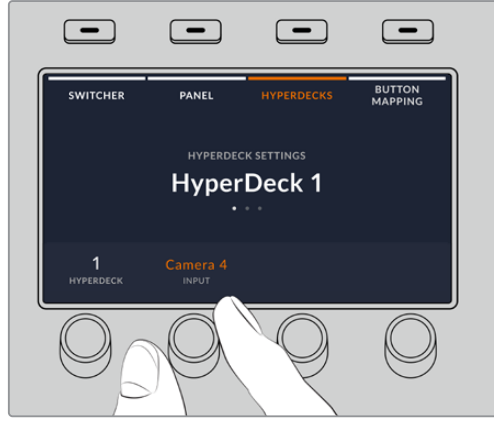 SWITCHER
PANEL
HYPERDECKS
BUTTON
MAPPING
HYPERDECK SETTINGS
HyperDeck 1
1
HYPERDECK
Camera 4
INPUT